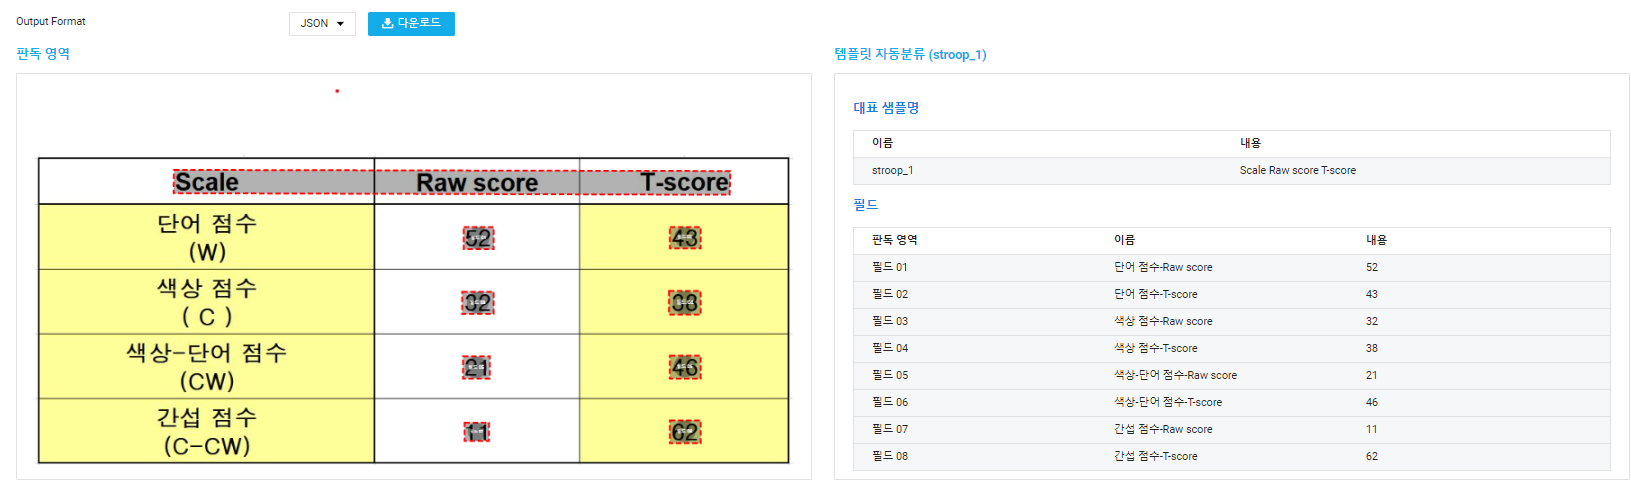 Output Format
JSON
다운로드
판독 영역
Scale Raw score T-score
단어 점수
(W)
52 43
색상 점수
( C )
32 38
색상-단어 점수
(CW)
21 46
간섭 점수
(C-CW)
11 62
템플릿 자동분류 (stroop_1)
대표 샘플명
이름 내용
stroop_1 Scale Raw score T-score
필드
판독 영역 이름 내용
필드 01 단어 점수-Raw score 52
필드 02 단어 점수-T-score 43
필드 03 색상 점수-Raw score 32
필드 04 색상 점수-T-score 38
필드 05 색상-단어 점수-Raw score 21
필드 06 색상-단어 점수-T-score 46
필드 07 간섭 점수-Raw score 11
필드 08 간섭 점수-T-score 62